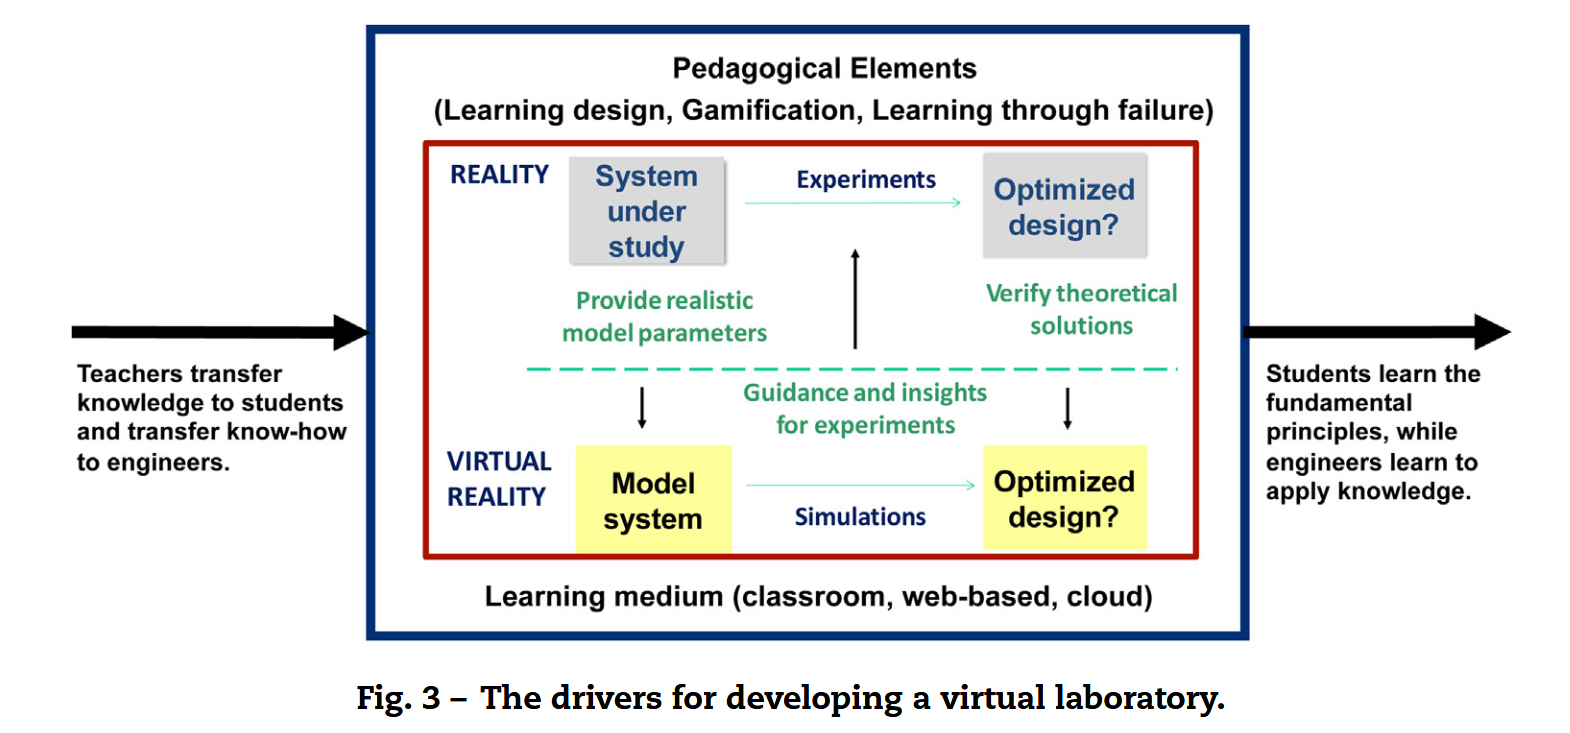 Pedagogical Elements
(Learning design, Gamification, Learning through failure)
REALITY
System
under
study
Experiments
Optimized
design?
Provide realistic
model parameters
Verify theoretical
solutions
Teachers transfer
knowledge to students
and transfer know-how
to engineers.
Guidance and insights
for experiments
Students learn the
fundamental
principles, while
engineers learn to
apply knowledge.
VIRTUAL
REALITY
Model
system
Simulations
Optimized
design?
Learning medium (classroom, web-based, cloud)
Fig. 3 – The drivers for developing a virtual laboratory.